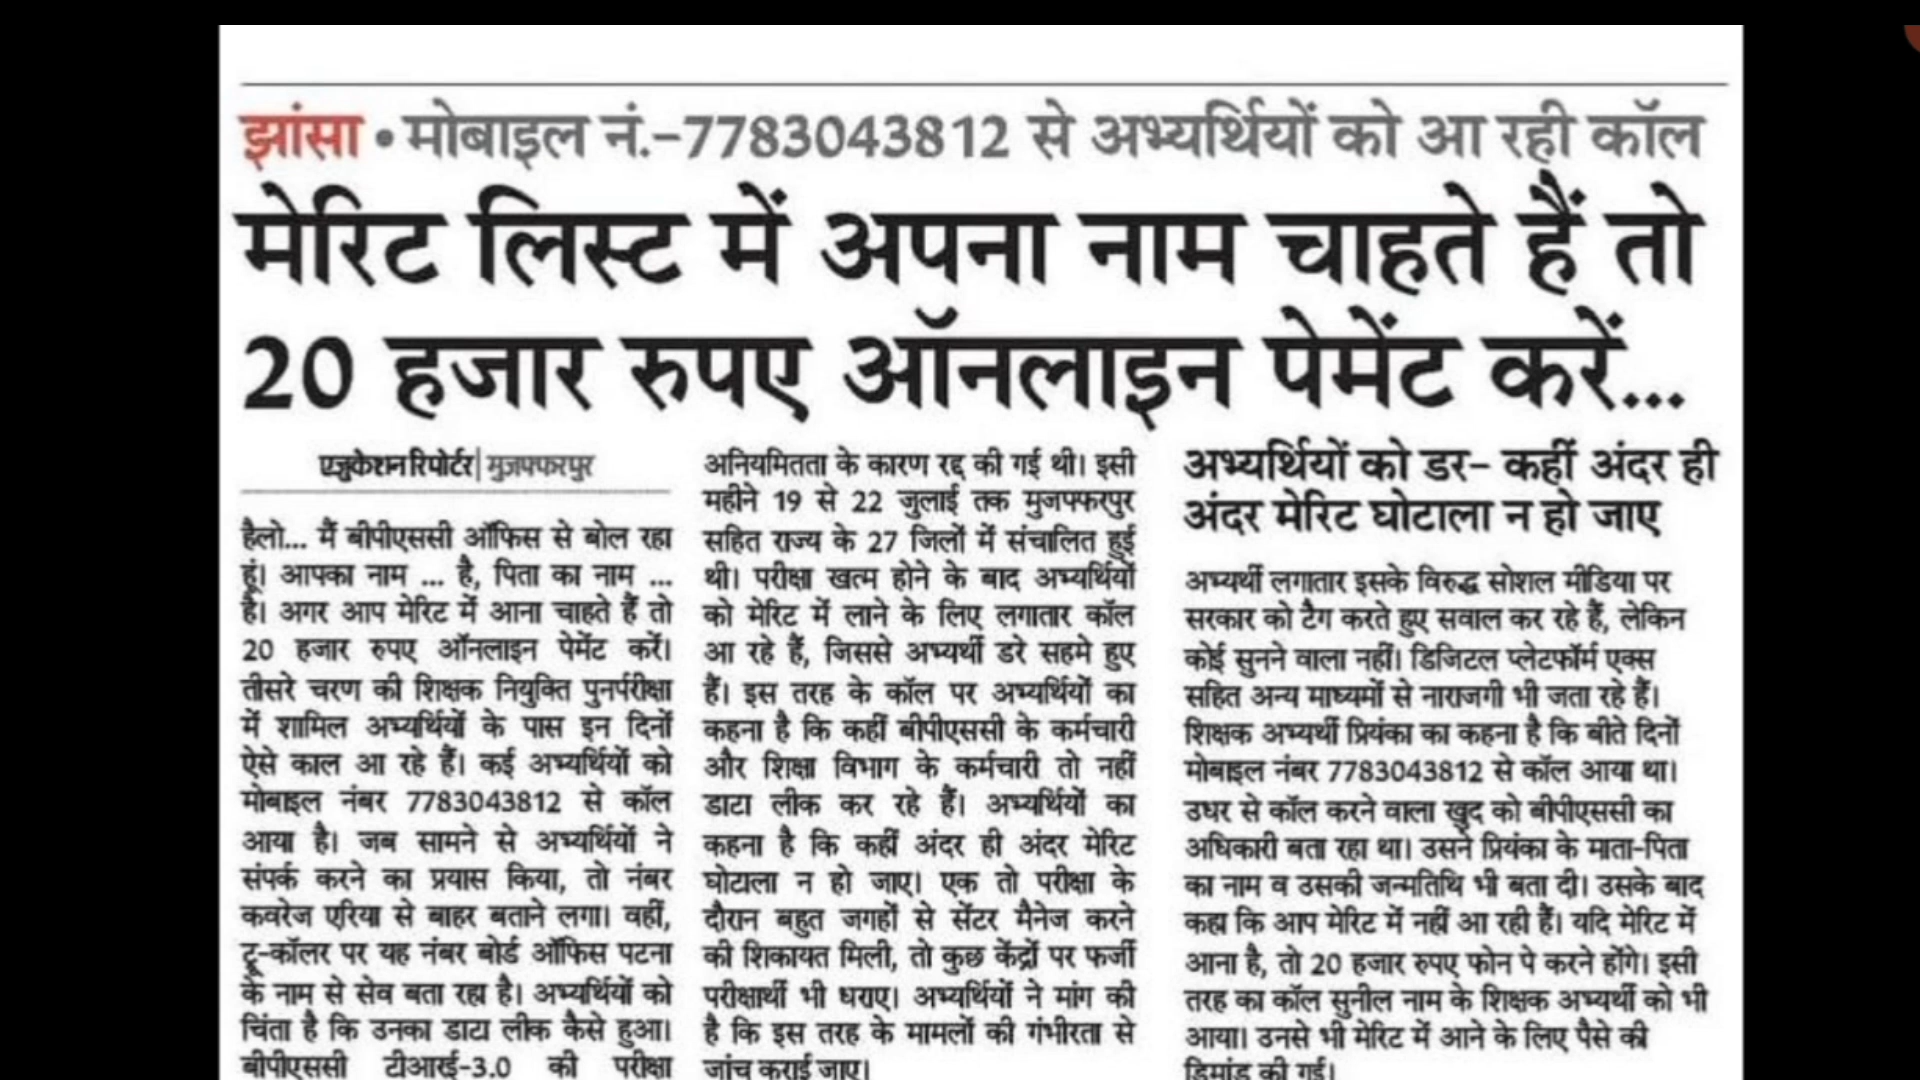 झांसा • मोबाइल नं.-7783043812 से अभ्यर्थियों को आ रही कॉल
मेरिट लिस्ट में अपना नाम चाहते हैं तो
20 हजार रुपए ऑनलाइन पेमेंट करें...
एजुकेशन रिपोर्टर| मुजफ्फरपुर
हैलो... मैं बीपीएससी ऑफिस से बोल रहा
हूं। आपका नाम ... है, पिता का नाम ...
है। अगर आप मेरिट में आना चाहते हैं तो
20 हजार रुपए ऑनलाइन पेमेंट करें।
तीसरे चरण की शिक्षक नियुक्ति पुनर्परीक्षा
में शामिल अभ्यर्थियों के पास इन दिनों
ऐसे काल आ रहे हैं। कई अभ्यर्थियों को
मोबाइल नंबर 7783043812 से कॉल
आया है। जब सामने से अभ्यर्थियों ने
संपर्क करने का प्रयास किया, तो नंबर
कवरेज एरिया से बाहर बताने लगा। वहीं,
ट्रू-कॉलर पर यह नंबर बोर्ड ऑफिस पटना
के नाम से सेव बता रहा है। अभ्यर्थियों को
चिंता है कि उनका डाटा लीक कैसे हुआ।
बीपीएससी टीआरई-3.0 की परीक्षा
अनियमितता के कारण रद्द की गई थी। इसी
महीने 19 से 22 जुलाई तक मुजफ्फरपुर
सहित राज्य के 27 जिलों में संचालित हुई
थी। परीक्षा खत्म होने के बाद अभ्यर्थियों
को मेरिट में लाने के लिए लगातार कॉल
आ रहे हैं, जिससे अभ्यर्थी डरे सहमे हुए
हैं। इस तरह के कॉल पर अभ्यर्थियों का
कहना है कि कहीं बीपीएससी के कर्मचारी
और शिक्षा विभाग के कर्मचारी तो नहीं
डाटा लीक कर रहे हैं। अभ्यर्थियों का
कहना है कि कहीं अंदर ही अंदर मेरिट
घोटाला न हो जाए। एक तो परीक्षा के
दौरान बहुत जगहों से सेंटर मैनेज करने
की शिकायत मिली, तो कुछ केंद्रों पर फर्जी
परीक्षार्थी भी धराए। अभ्यर्थियों ने मांग की
है कि इस तरह के मामलों की गंभीरता से
जांच कराई जाए।
अभ्यर्थियों को डर- कहीं अंदर ही
अंदर मेरिट घोटाला न हो जाए
अभ्यर्थी लगातार इसके विरुद्ध सोशल मीडिया पर
सरकार को टैग करते हुए सवाल कर रहे हैं, लेकिन
कोई सुनने वाला नहीं। डिजिटल प्लेटफॉर्म एक्स
सहित अन्य माध्यमों से नाराजगी भी जता रहे हैं।
शिक्षक अभ्यर्थी प्रियंका का कहना है कि बीते दिनों
मोबाइल नंबर 7783043812 से कॉल आया था।
उधर से कॉल करने वाला खुद को बीपीएससी का
अधिकारी बता रहा था। उसने प्रियंका के माता-पिता
का नाम व उसकी जन्मतिथि भी बता दी। उसके बाद
कहा कि आप मेरिट में नहीं आ रही हैं। यदि मेरिट में
आना है, तो 20 हजार रुपए फोन पे करने होंगे। इसी
तरह का कॉल सुनील नाम के शिक्षक अभ्यर्थी को भी
आया। उनसे भी मेरिट में आने के लिए पैसे की
डिमांड की गई।